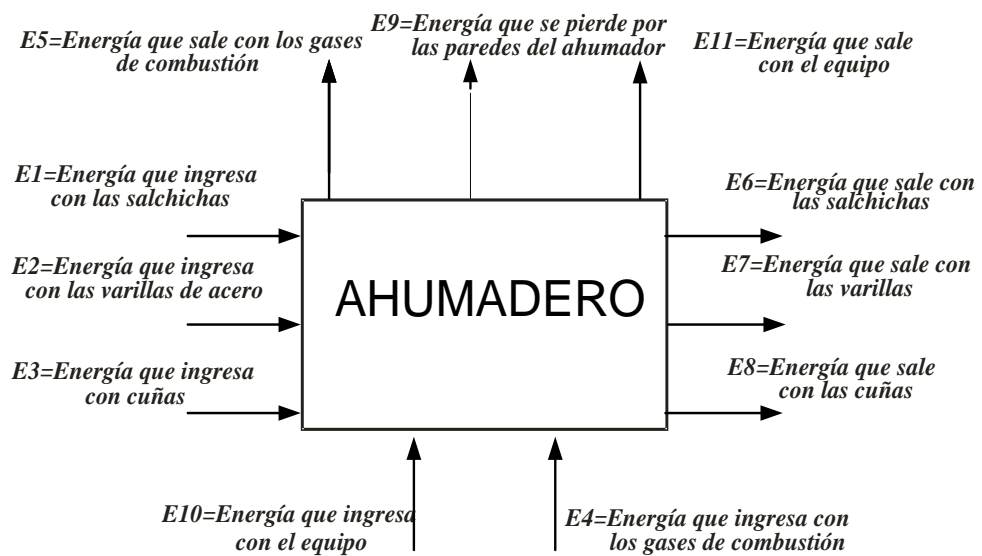 E5=Energía que sale con los gases
de combustión
E9=Energía que se pierde por
las paredes del ahumador
E11=Energía que sale
con el equipo
E1=Energía que ingresa
con las salchichas
E2=Energía que ingresa
con las varillas de acero
E3=Energía que ingresa
con cuñas
AHUMADERO
E6=Energía que sale con
las salchichas
E7=Energía que sale con
las varillas
E8=Energía que sale
con las cuñas
E10=Energía que ingresa
con el equipo
E4=Energía que ingresa con
los gases de combustión